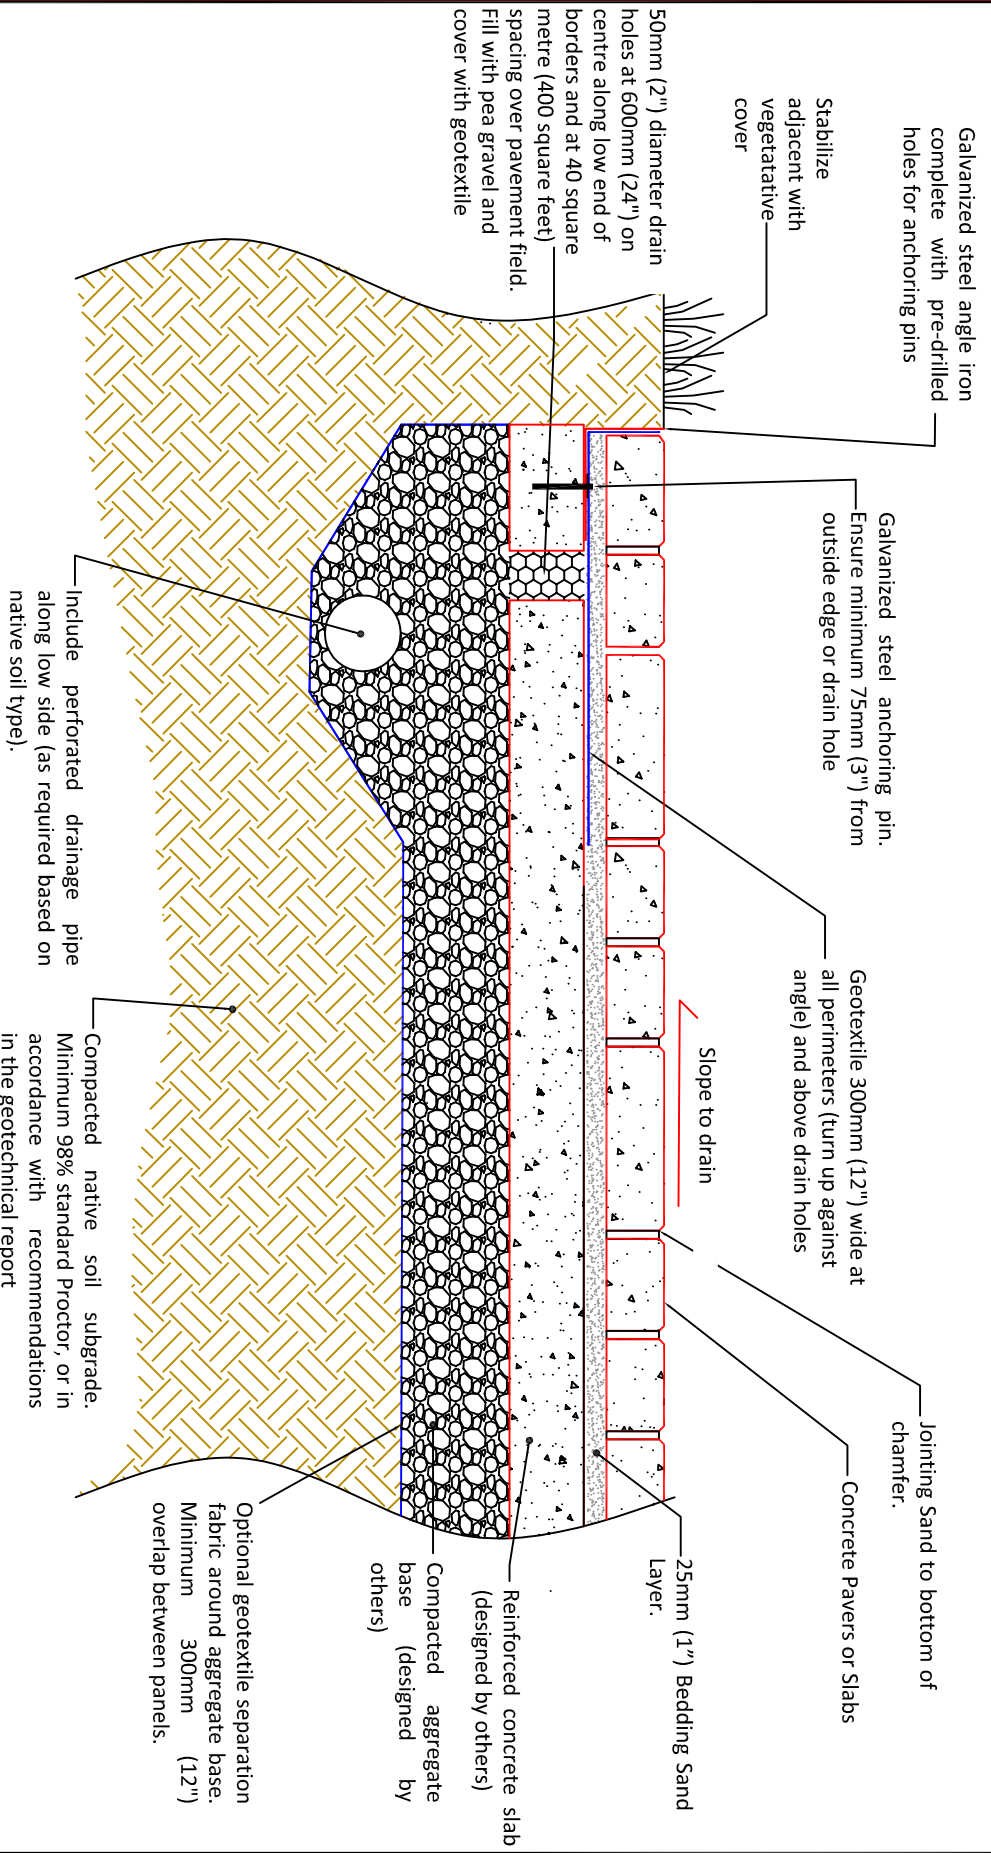 Galvanized steel angle iron
complete with pre-drilled
holes for anchoring pins
Stabilize
adjacent with
vegetatative
cover
50mm (2") diameter drain
holes at 600mm (24") on
centre along low end of
borders and at 40 square
metre (400 square feet)
spacing over pavement field.
Fill with pea gravel and
cover with geotextile
Galvanized steel anchoring pin.
Ensure minimum 75mm (3") from
outside edge or drain hole
Geotextile 300mm (12") wide at
all perimeters (turn up against
angle) and above drain holes
Slope to drain
Jointing Sand to bottom of
chamfer.
Concrete Pavers or Slabs
25mm (1”) Bedding Sand
Layer.
Reinforced concrete slab
(designed by others)
Compacted aggregate
base (designed by
others)
Optional geotextile separation
fabric around aggregate base.
Minimum 300mm (12")
overlap between panels.
Compacted native soil subgrade.
Minimum 98% standard Proctor, or in
accordance with recommendations
in the geotechnical report
Include perforated drainage pipe
along low side (as required based on
native soil type).